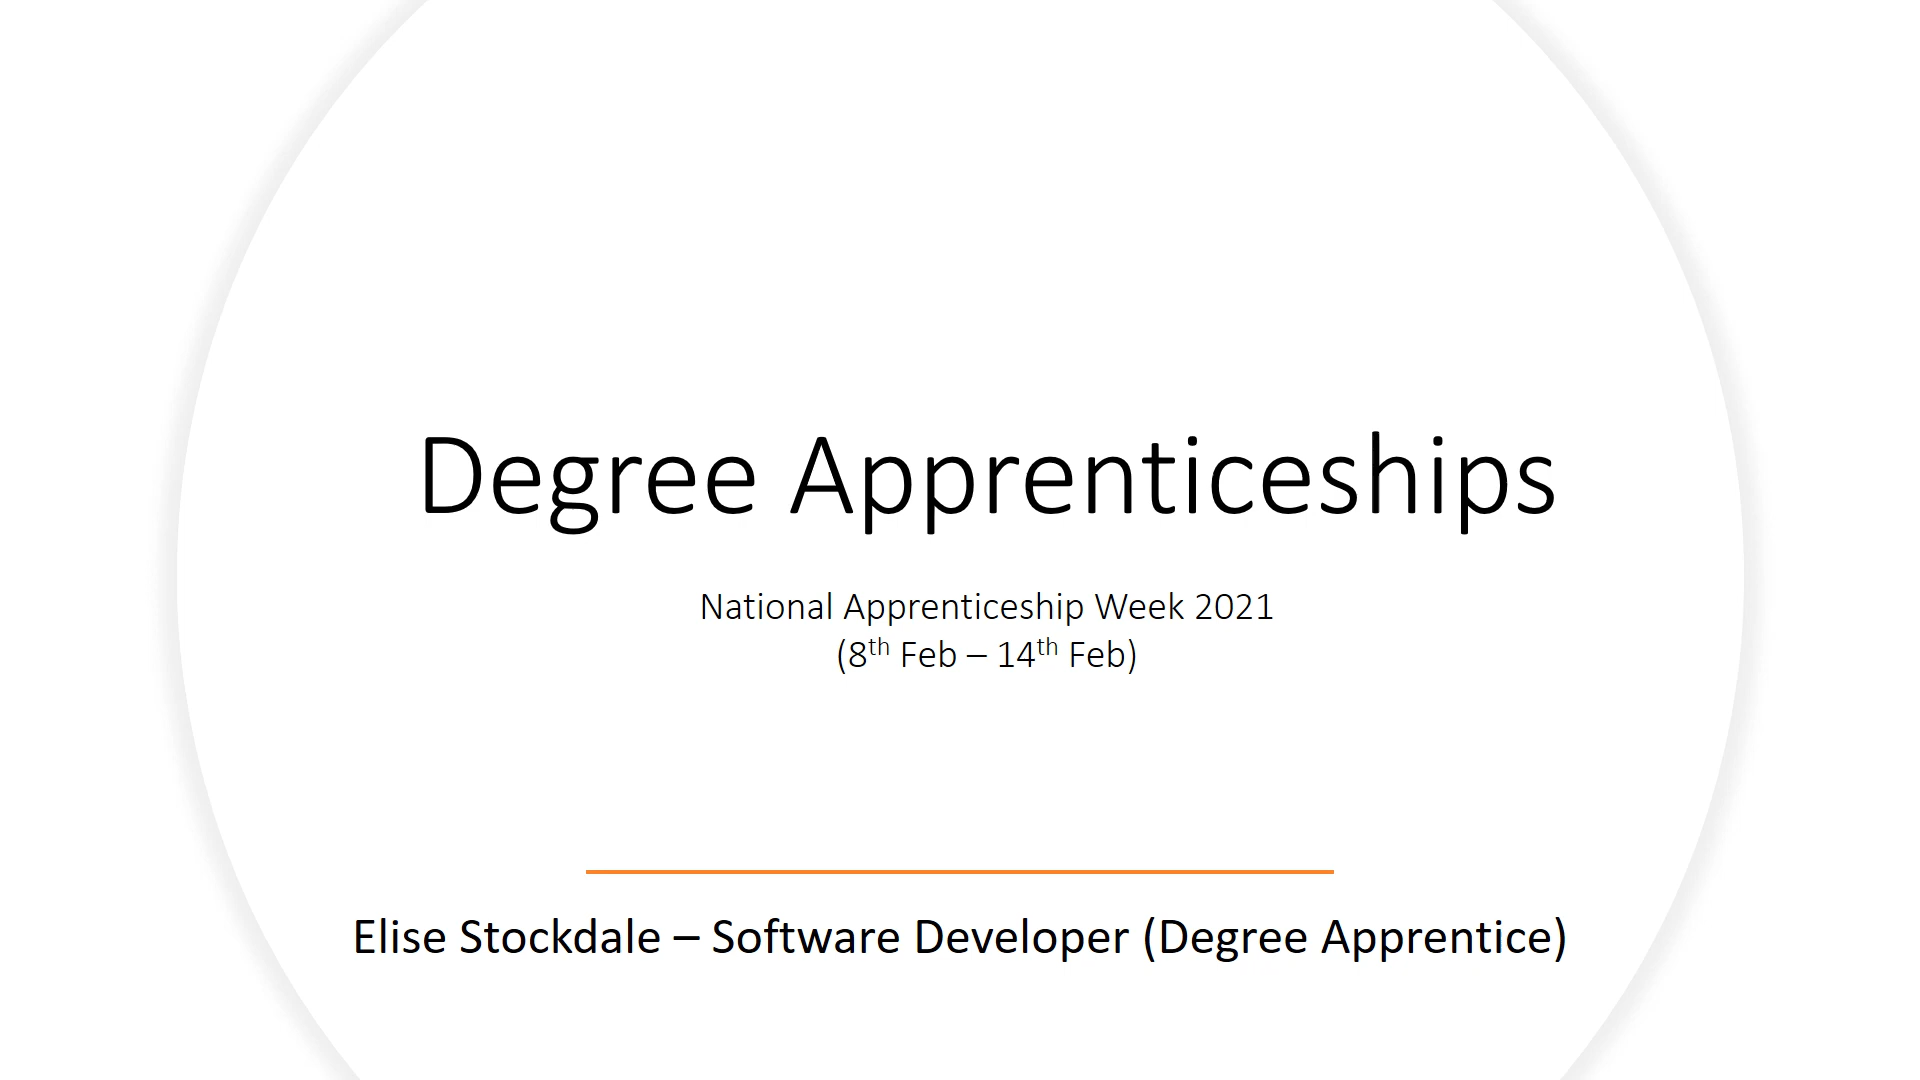 Degree Apprenticeships
National Apprenticeship Week 2021
(8th Feb – 14th Feb)
Elise Stockdale – Software Developer (Degree Apprentice)